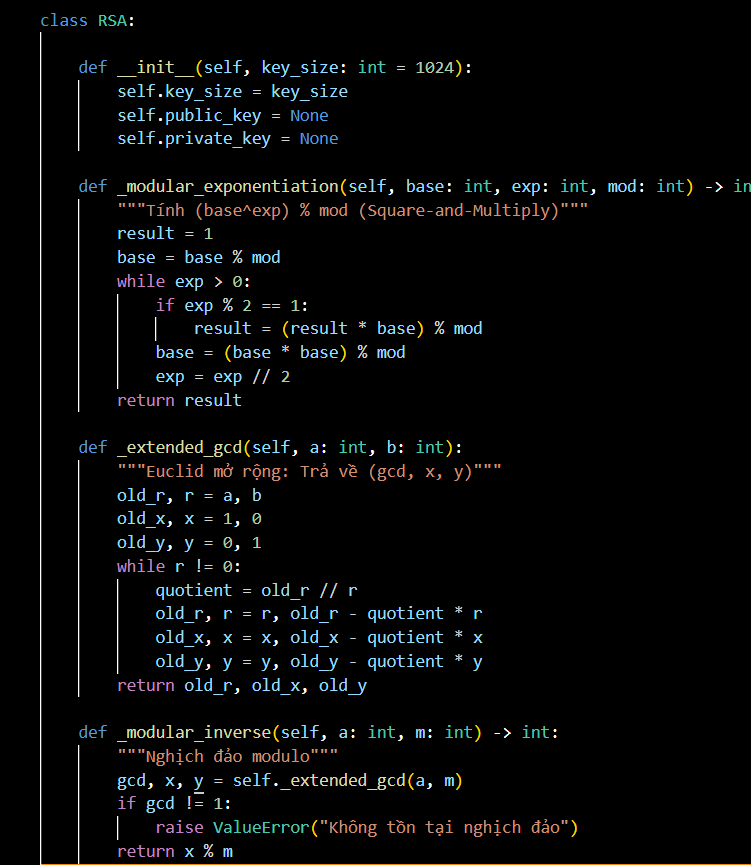 class RSA:
def __init__(self, key_size: int = 1024):
self.key_size = key_size
self.public_key = None
self.private_key = None
def _modular_exponentiation(self, base: int, exp: int, mod: int) -> in
"""Tính (base^exp) % mod (Square-and-Multiply)"""
result = 1
base = base % mod
while exp > 0:
if exp % 2 == 1:
result = (result * base) % mod
base = (base * base) % mod
exp = exp // 2
return result
def _extended_gcd(self, a: int, b: int):
"""Euclid mở rộng: Trả về (gcd, x, y)"""
old_r, r = a, b
old_x, x = 1, 0
old_y, y = 0, 1
while r != 0:
quotient = old_r // r
old_r, r = r, old_r - quotient * r
old_x, x = x, old_x - quotient * x
old_y, y = y, old_y - quotient * y
return old_r, old_x, old_y
def _modular_inverse(self, a: int, m: int) -> int:
"""Nghịch đảo modulo"""
gcd, x, y = self._extended_gcd(a, m)
if gcd != 1:
raise ValueError("Không tồn tại nghịch đảo")
return x % m